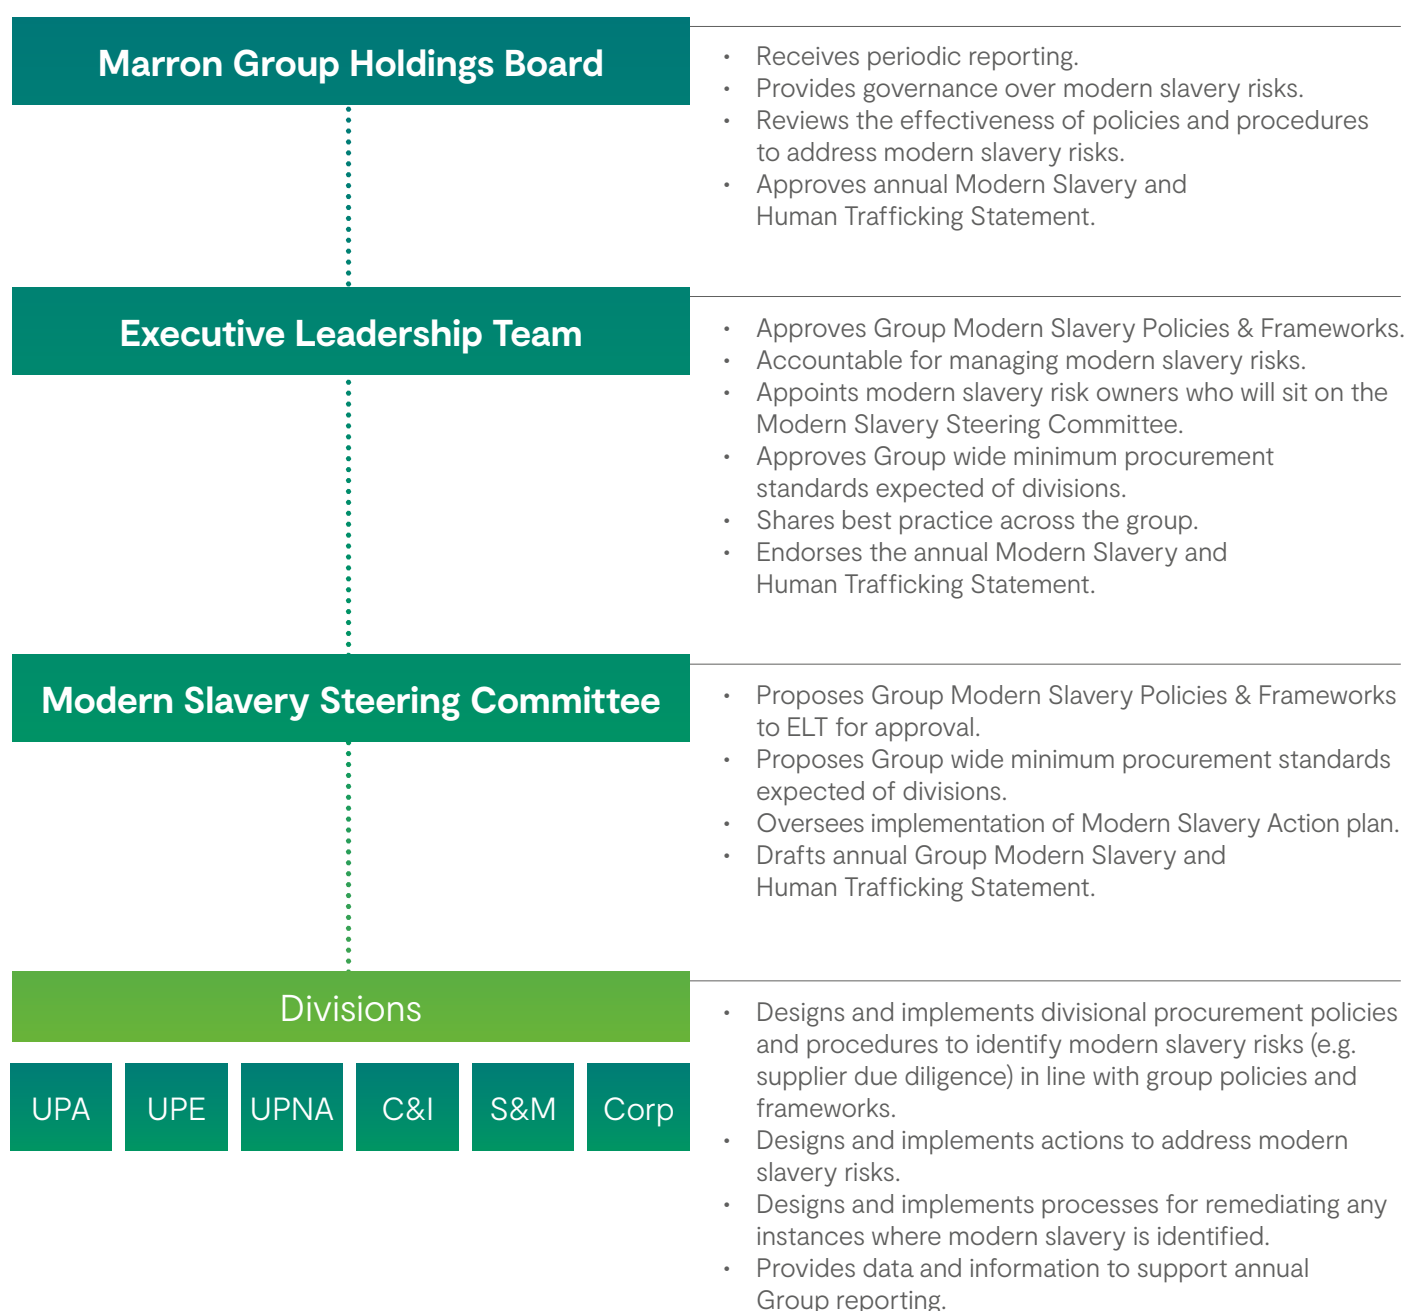 Marron Group Holdings Board
• Receives periodic reporting.
• Provides governance over modern slavery risks.
• Reviews the effectiveness of policies and procedures
to address modern slavery risks.
• Approves annual Modern Slavery and
Human Trafficking Statement.
Executive Leadership Team
• Approves Group Modern Slavery Policies & Frameworks.
• Accountable for managing modern slavery risks.
• Appoints modern slavery risk owners who will sit on the
Modern Slavery Steering Committee.
• Approves Group wide minimum procurement
standards expected of divisions.
• Shares best practice across the group.
• Endorses the annual Modern Slavery and
Human Trafficking Statement.
Modern Slavery Steering Committee
• Proposes Group Modern Slavery Policies & Frameworks
to ELT for approval.
• Proposes Group wide minimum procurement standards
expected of divisions.
• Oversees implementation of Modern Slavery Action plan.
• Drafts annual Group Modern Slavery and
Human Trafficking Statement.
Divisions
UPA UPE UPNA C&I S&M Corp
• Designs and implements divisional procurement policies
and procedures to identify modern slavery risks (e.g.
supplier due diligence) in line with group policies and
frameworks.
• Designs and implements actions to address modern
slavery risks.
• Designs and implements processes for remediating any
instances where modern slavery is identified.
• Provides data and information to support annual
Group reporting.